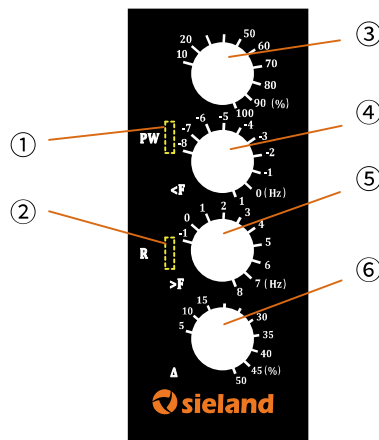 20 50
10 60
70
80
90 (%)
100
③
①
PW
-8 -7 -6 -5 -4 -3 -2 -1 0 (Hz) 1
④
<F
②
R
-1 0 1 2 3 4 5 6 7 (Hz) 8
⑤
>F
5 10 15 30 35 40 45 (%) 50
⑥
Δ
sieland